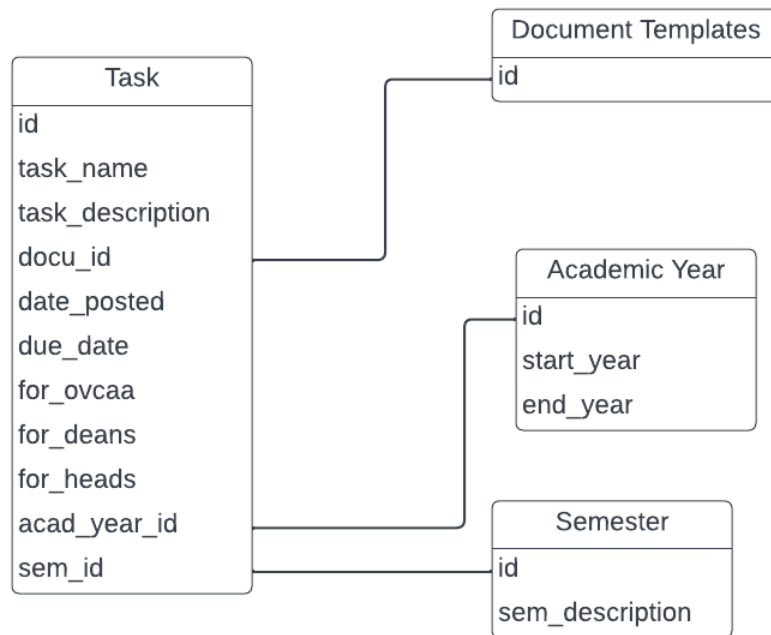 Task
id
task_name
task_description
docu_id
date_posted
due_date
for_ovcaa
for_deans
for_heads
acad_year_id
sem_id
Document Templates
id
Academic Year
id
start_year
end_year
Semester
id
sem_description